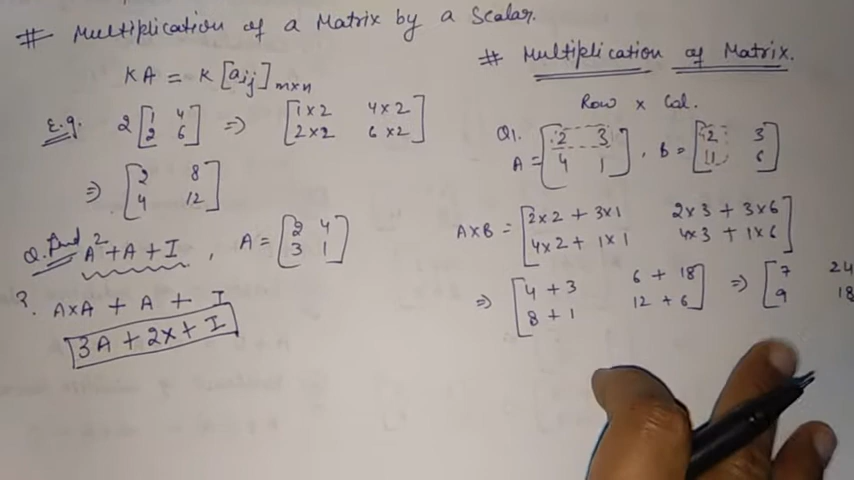 # Multiplication of a Matrix by a Scalar.
KA = K [aij] m×n
E.g. 2 [1 4 ⇒ [1×2 4×2
2 6] 2×2 6×2]
⇒ [2 8
4 12]
Q. Find A² + A + I , A = [2 4
3 1]
?. A×A + A + I
3A + 2x + I
# Multiplication of Matrix.
Row × Col.
Q1. A = [2 3 , B = [2 3
4 1] 11 6]
A×B = [2×2 + 3×1 2×3 + 3×6
4×2 + 1×1 4×3 + 1×6]
⇒ [4 + 3 6 + 18 ⇒ [7 24
8 + 1 12 + 6] 9 18